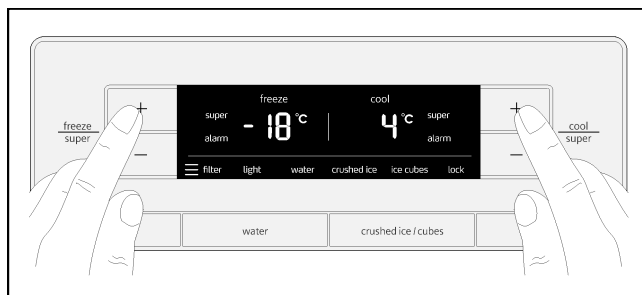 freeze cool
super - 18 °C 4 °C super
alarm alarm
filter light water crushed ice ice cubes lock
+ +
freeze
super
− −
cool
super
water crushed ice / cubes